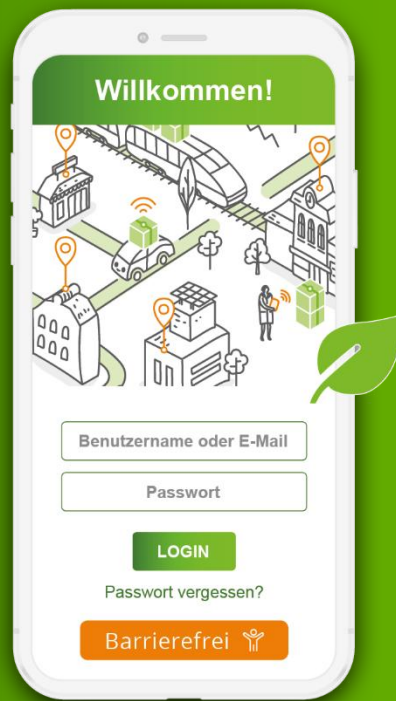 Willkommen!
Benutzername oder E-Mail
Passwort
LOGIN
Passwort vergessen?
Barrierefrei